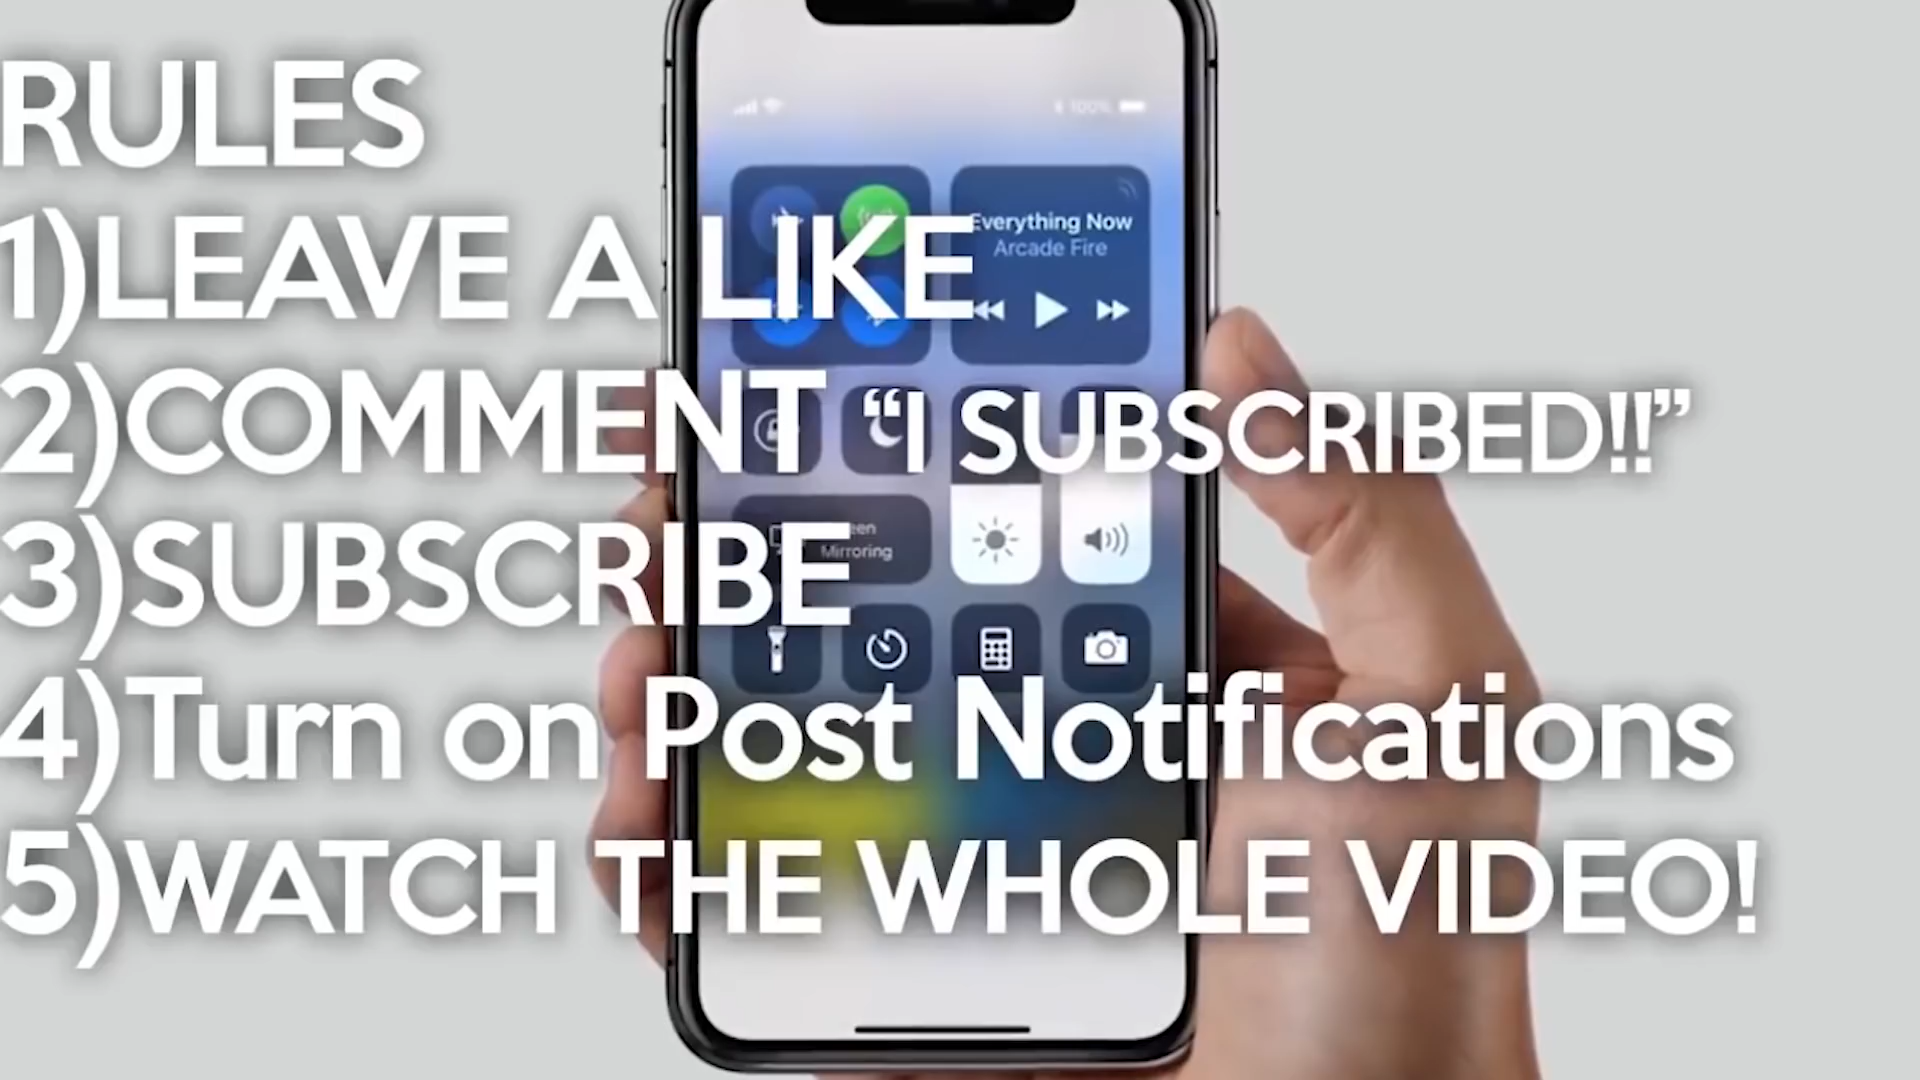 RULES
1)LEAVE A LIKE
2)COMMENT “I SUBSCRIBED!!”
3)SUBSCRIBE
4)Turn on Post Notifications
5)WATCH THE WHOLE VIDEO!
100%
Everything Now
Arcade Fire
Mirroring